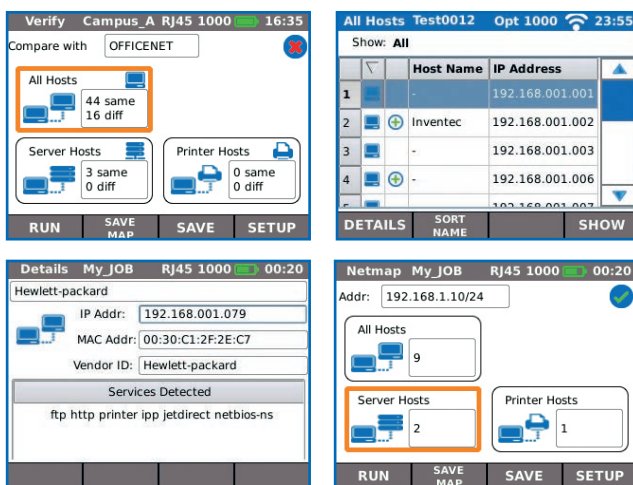 Verify Campus_A RJ45 1000 16:35
Compare with OFFICENET
All Hosts
44 same
16 diff
Server Hosts
3 same
0 diff
Printer Hosts
0 same
0 diff
RUN SAVE MAP SAVE SETUP
All Hosts Test0012 Opt 1000 23:55
Show: All
Host Name IP Address
1 - 192.168.001.001
2 Inventec 192.168.001.002
3 - 192.168.001.003
4 - 192.168.001.006
DETAILS SORT NAME SHOW
Details My_JOB RJ45 1000 00:20
Hewlett-packard
IP Addr: 192.168.001.079
MAC Addr: 00:30:C1:2F:2E:C7
Vendor ID: Hewlett-packard
Services Detected
ftp http printer ipp jetdirect netbios-ns
Netmap My_JOB RJ45 1000 00:20
Addr: 192.168.1.10/24
All Hosts
9
Server Hosts
2
Printer Hosts
1
RUN SAVE MAP SAVE SETUP